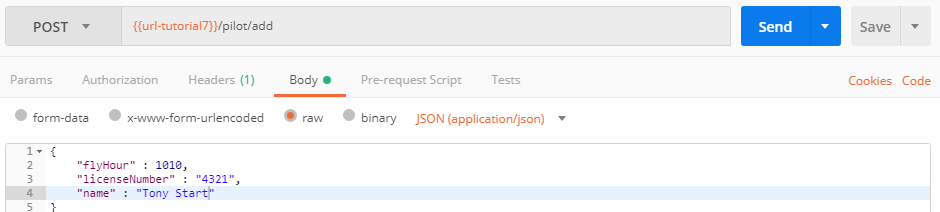 POST {{url-tutorial7}}/pilot/add Send Save
Params Authorization Headers (1) Body Pre-request Script Tests Cookies Code
form-data x-www-form-urlencoded raw binary JSON (application/json)
1 {
2 "flyHour" : 1010,
3 "licenseNumber" : "4321",
4 "name" : "Tony Start"
5 }